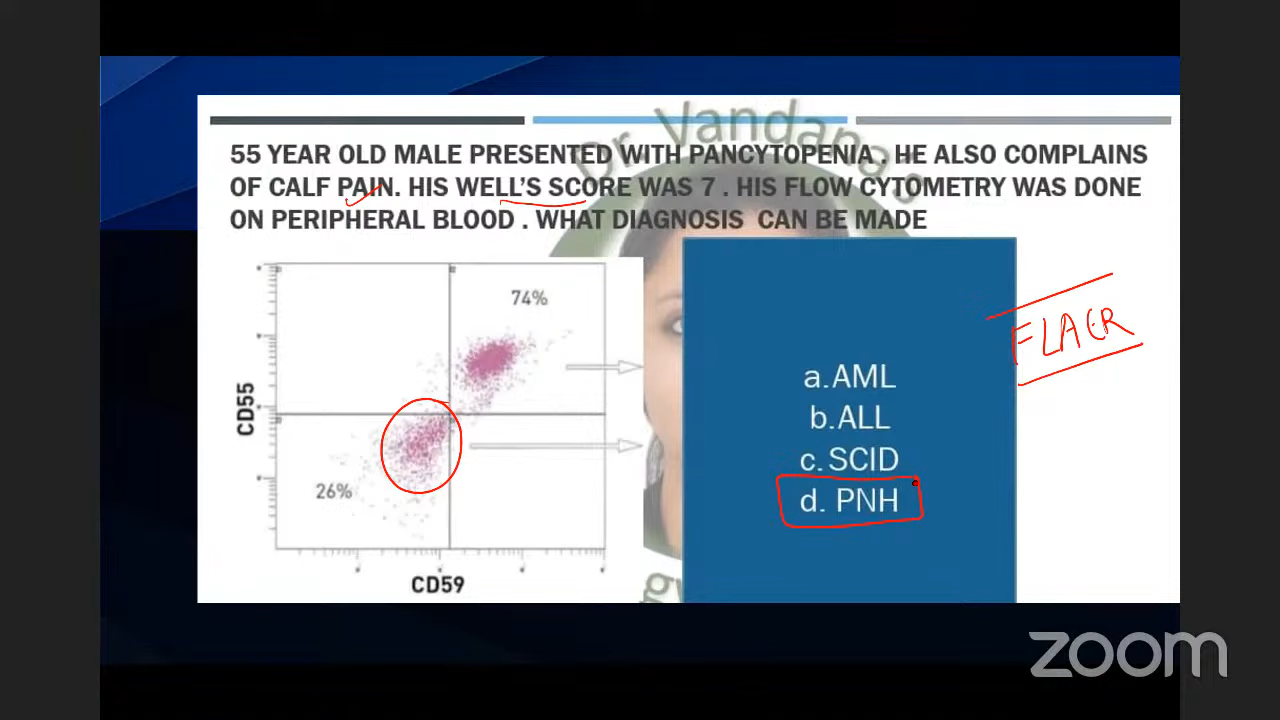 Dr Vandana's
55 YEAR OLD MALE PRESENTED WITH PANCYTOPENIA . HE ALSO COMPLAINS
OF CALF PAIN. HIS WELL'S SCORE WAS 7 . HIS FLOW CYTOMETRY WAS DONE
ON PERIPHERAL BLOOD . WHAT DIAGNOSIS CAN BE MADE
74%
CD55
26%
CD59
a.AML
b.ALL
c.SCID
d. PNH
FLAER
zoom